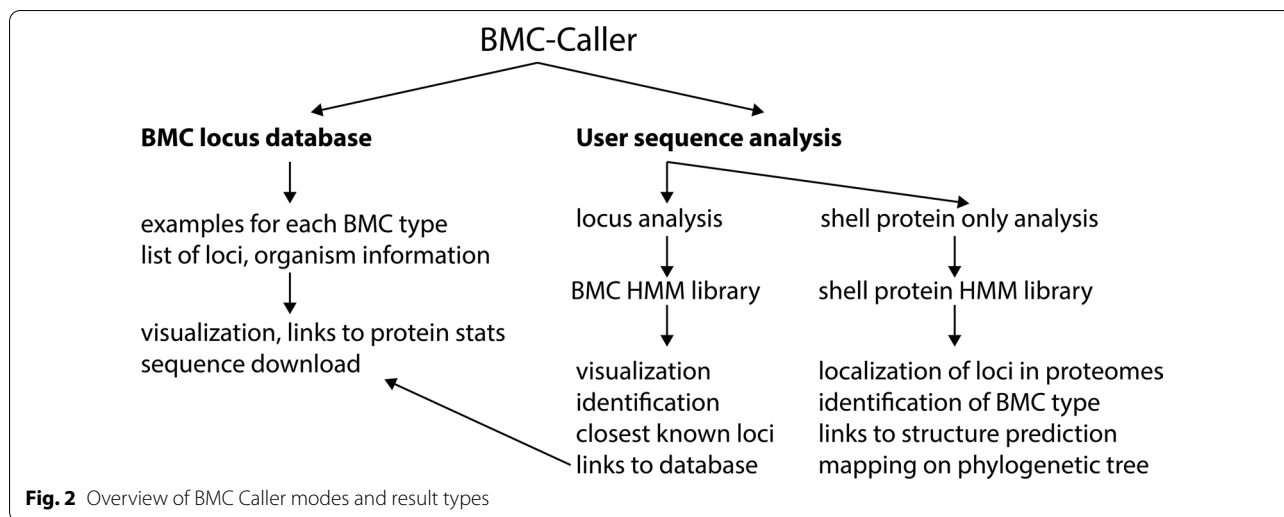 BMC-Caller
BMC locus database
examples for each BMC type
list of loci, organism information
visualization, links to protein stats
sequence download
User sequence analysis
locus analysis
BMC HMM library
visualization
identification
closest known loci
links to database
shell protein only analysis
shell protein HMM library
localization of loci in proteomes
identification of BMC type
links to structure prediction
mapping on phylogenetic tree
Fig. 2 Overview of BMC Caller modes and result types